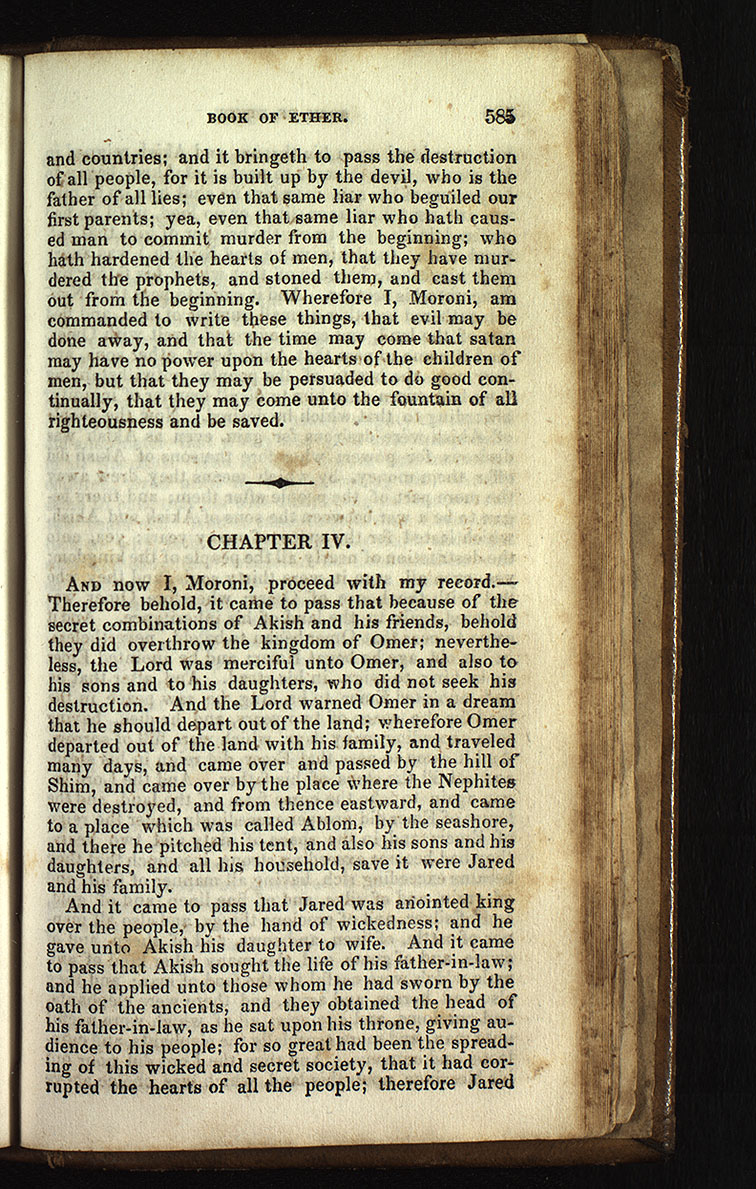 BOOK OF ETHER. 585
and countries; and it bringeth to pass the destruction
of all people, for it is built up by the devil, who is the
father of all lies; even that same liar who beguiled our
first parents; yea, even that same liar who hath caus-
ed man to commit murder from the beginning; who
hath hardened the hearts of men, that they have mur-
dered the prophets, and stoned them, and cast them
out from the beginning. Wherefore I, Moroni, am
commanded to write these things, that evil may be
done away, and that the time may come that satan
may have no power upon the hearts of the children of
men, but that they may be persuaded to do good con-
tinually, that they may come unto the fountain of all
righteousness and be saved.
CHAPTER IV.
AND now I, Moroni, proceed with my record.—
Therefore behold, it came to pass that because of the
secret combinations of Akish and his friends, behold
they did overthrow the kingdom of Omer; neverthe-
less, the Lord was merciful unto Omer, and also to
his sons and to his daughters, who did not seek his
destruction. And the Lord warned Omer in a dream
that he should depart out of the land; wherefore Omer
departed out of the land with his family, and traveled
many days, and came over and passed by the hill of
Shim, and came over by the place where the Nephites
were destroyed, and from thence eastward, and came
to a place which was called Ablom, by the seashore,
and there he pitched his tent, and also his sons and his
daughters, and all his household, save it were Jared
and his family.
And it came to pass that Jared was anointed king
over the people, by the hand of wickedness; and he
gave unto Akish his daughter to wife. And it came
to pass that Akish sought the life of his father-in-law;
and he applied unto those whom he had sworn by the
oath of the ancients, and they obtained the head of
his father-in-law, as he sat upon his throne, giving au-
dience to his people; for so great had been the spread-
ing of this wicked and secret society, that it had cor-
rupted the hearts of all the people; therefore Jared